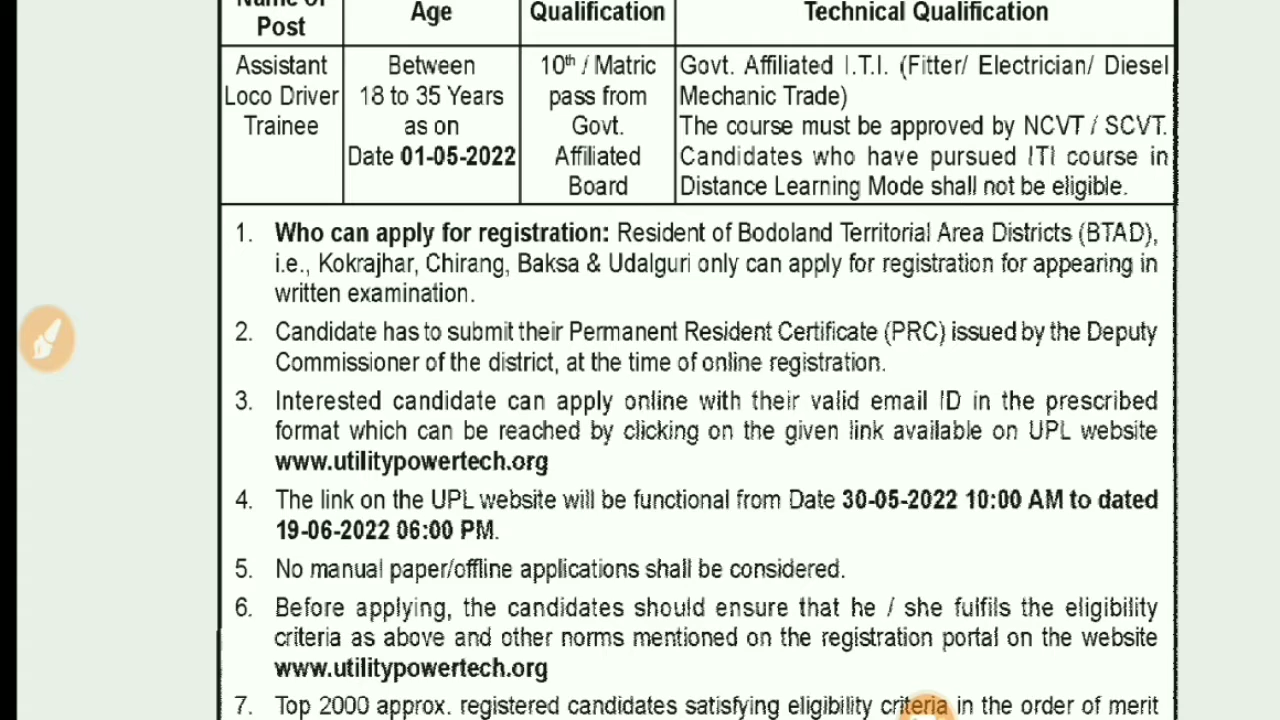 Name of
Post
Age
Qualification
Technical Qualification
Assistant
Loco Driver
Trainee
Between
18 to 35 Years
as on
Date 01-05-2022
10th / Matric
pass from
Govt.
Affiliated
Board
Govt. Affiliated I.T.I. (Fitter/ Electrician/ Diesel
Mechanic Trade)
The course must be approved by NCVT / SCVT.
Candidates who have pursued ITI course in
Distance Learning Mode shall not be eligible.
1. Who can apply for registration: Resident of Bodoland Territorial Area Districts (BTAD),
i.e., Kokrajhar, Chirang, Baksa & Udalguri only can apply for registration for appearing in
written examination.
2. Candidate has to submit their Permanent Resident Certificate (PRC) issued by the Deputy
Commissioner of the district, at the time of online registration.
3. Interested candidate can apply online with their valid email ID in the prescribed
format which can be reached by clicking on the given link available on UPL website
www.utilitypowertech.org
4. The link on the UPL website will be functional from Date 30-05-2022 10:00 AM to dated
19-06-2022 06:00 PM.
5. No manual paper/offline applications shall be considered.
6. Before applying, the candidates should ensure that he / she fulfils the eligibility
criteria as above and other norms mentioned on the registration portal on the website
www.utilitypowertech.org
7. Top 2000 approx. registered candidates satisfying eligibility criteria in the order of merit